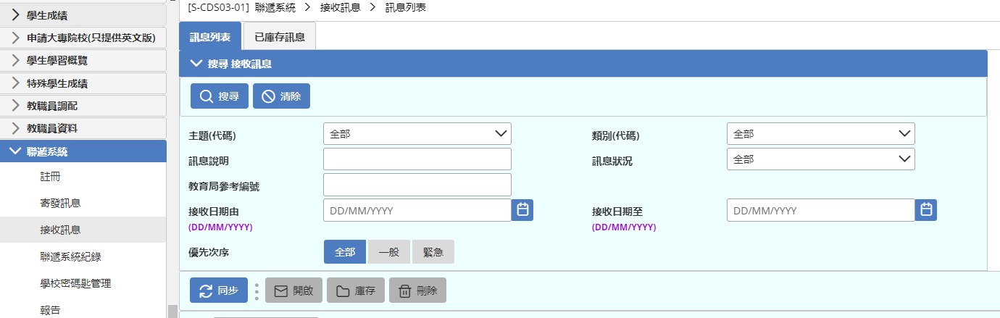 [S-CDS03-01] 聯遞系統 > 接收訊息 > 訊息列表
學生成績
申請大專院校(只提供英文版)
學生學習概覽
特殊學生成績
教職員調配
教職員資料
聯遞系統
註冊
寄發訊息
接收訊息
聯遞系統紀錄
學校密碼匙管理
報告
訊息列表 已庫存訊息
搜尋 接收訊息
搜尋 清除
主題(代碼) 全部 類別(代碼) 全部
訊息說明 訊息狀況 全部
教育局參考編號
接收日期由 DD/MM/YYYY 接收日期至 DD/MM/YYYY
(DD/MM/YYYY) (DD/MM/YYYY)
優先次序 全部 一般 緊急
同步 開啟 庫存 刪除